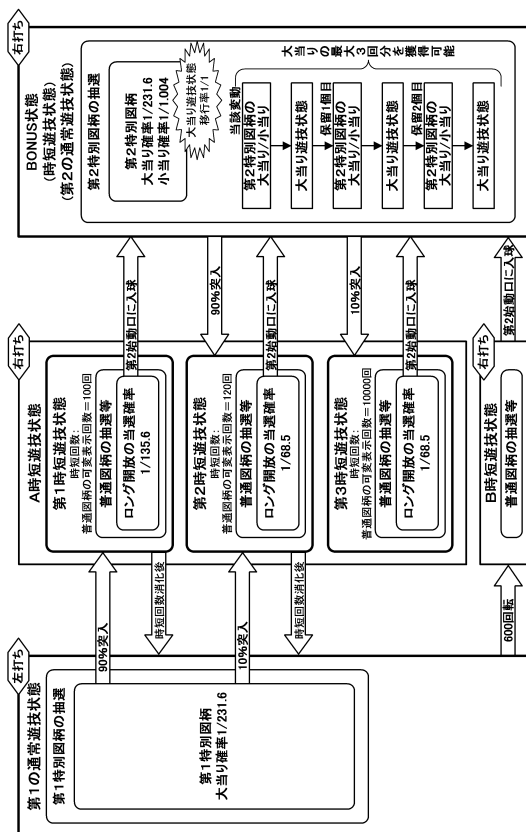 左打ち
第1の通常遊技状態
第1特別図柄の抽選
第1特別図柄
大当り確率1/231.6
90%突入
時短回数消化後
10%突入
時短回数消化後
600回転
右打ち
A時短遊技状態
第1時短遊技状態
時短回数:
普通図柄の可変表示回数=100回
普通図柄の抽選等
ロング開放の当選確率
1/135.6
第2時短遊技状態
時短回数:
普通図柄の可変表示回数=120回
普通図柄の抽選等
ロング開放の当選確率
1/68.5
第3時短遊技状態
時短回数:
普通図柄の可変表示回数=10000回
普通図柄の抽選等
ロング開放の当選確率
1/68.5
右打ち
B時短遊技状態
普通図柄の抽選等
第2始動口に入球
90%突入
第2始動口に入球
10%突入
第2始動口に入球
第2始動口に入球
右打ち
BONUS状態
(時短遊技状態)
(第2の通常遊技状態)
第2特別図柄の抽選
第2特別図柄
大当り確率1/231.6
小当り確率1/1.004
大当り遊技状態
移行率1/1
当該変動
第2特別図柄の
大当り/小当り
大当り遊技状態
保留1個目
第2特別図柄の
大当り/小当り
大当り遊技状態
保留2個目
第2特別図柄の
大当り/小当り
大当り遊技状態
大当りの最大3回分を獲得可能